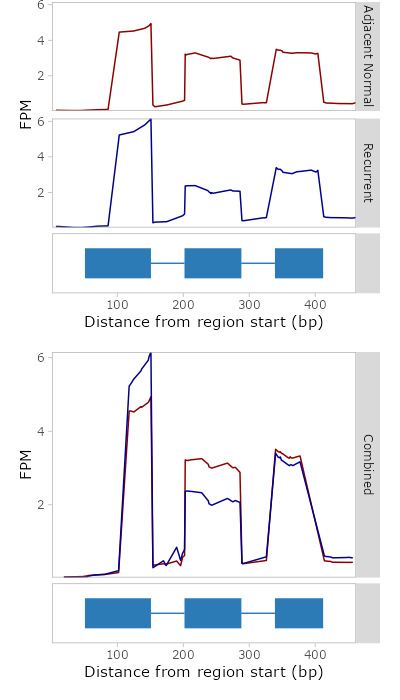 6
4
2
Adjacent Normal
FPM
6
4
2
Recurrent
100
200
300
400
Distance from region start (bp)
6
4
2
FPM
Combined
100
200
300
400
Distance from region start (bp)